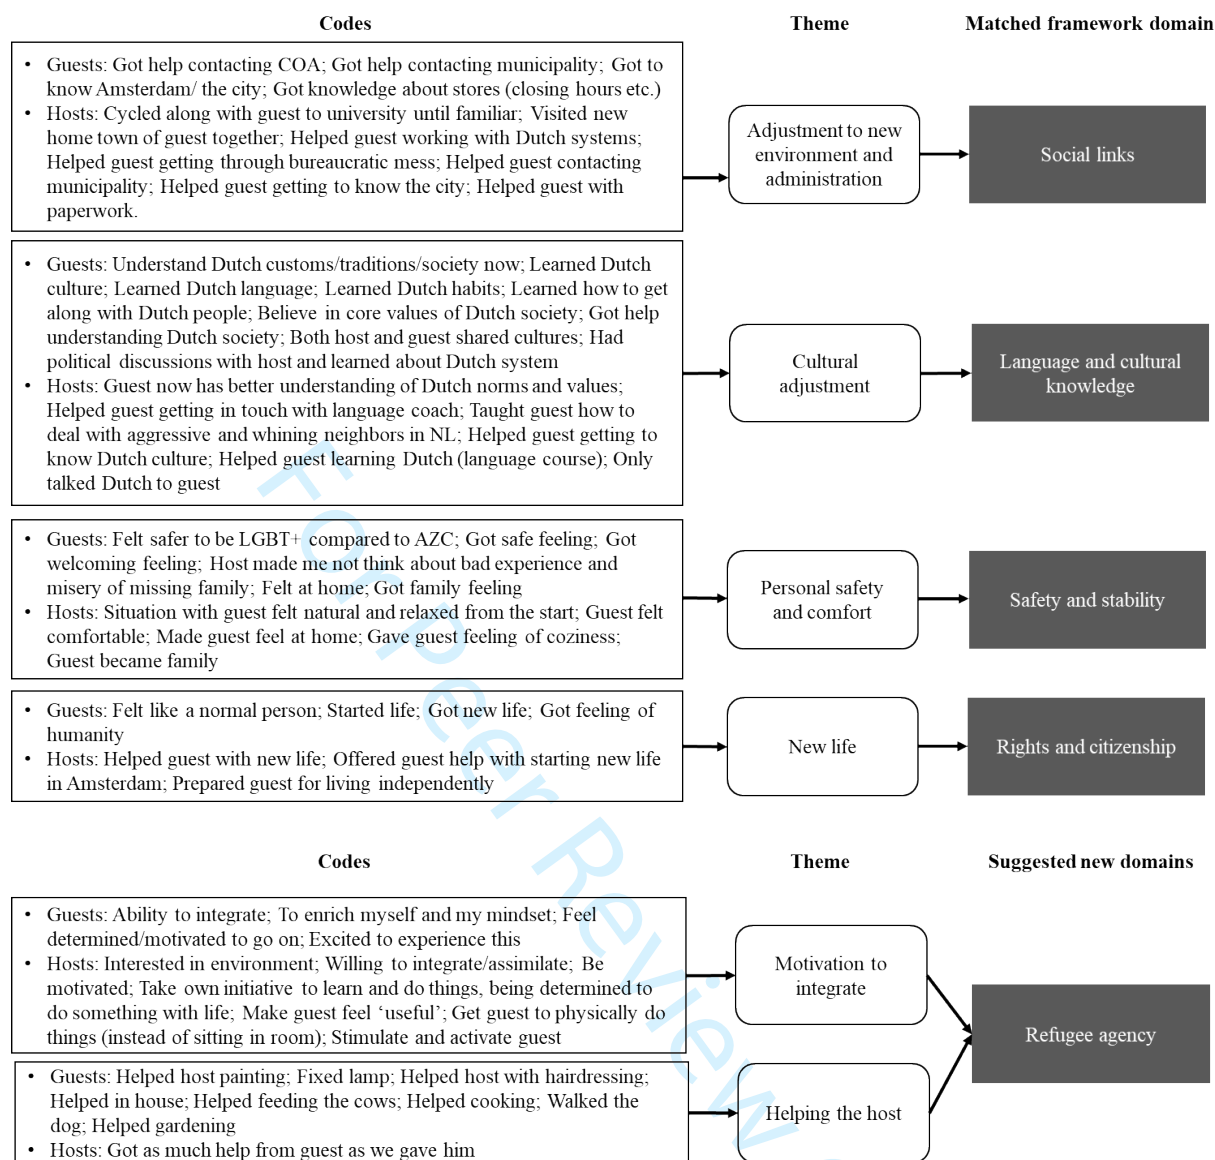 Codes
Theme
Matched framework domain
• Guests: Got help contacting COA; Got help contacting municipality; Got to
know Amsterdam/ the city; Got knowledge about stores (closing hours etc.)
• Hosts: Cycled along with guest to university until familiar; Visited new
home town of guest together; Helped guest working with Dutch systems;
Helped guest getting through bureaucratic mess; Helped guest contacting
municipality; Helped guest getting to know the city; Helped guest with
paperwork.
Adjustment to new
environment and
administration
Social links
• Guests: Understand Dutch customs/traditions/society now; Learned Dutch
culture; Learned Dutch language; Learned Dutch habits; Learned how to get
along with Dutch people; Believe in core values of Dutch society; Got help
understanding Dutch society; Both host and guest shared cultures; Had
political discussions with host and learned about Dutch system
• Hosts: Guest now has better understanding of Dutch norms and values;
Helped guest getting in touch with language coach; Taught guest how to
deal with aggressive and whining neighbors in NL; Helped guest getting to
know Dutch culture; Helped guest learning Dutch (language course); Only
talked Dutch to guest
Cultural
adjustment
Language and cultural
knowledge
• Guests: Felt safer to be LGBT+ compared to AZC; Got safe feeling; Got
welcoming feeling; Host made me not think about bad experience and
misery of missing family; Felt at home; Got family feeling
• Hosts: Situation with guest felt natural and relaxed from the start; Guest felt
comfortable; Made guest feel at home; Gave guest feeling of coziness;
Guest became family
Personal safety
and comfort
Safety and stability
• Guests: Felt like a normal person; Started life; Got new life; Got feeling of
humanity
• Hosts: Helped guest with new life; Offered guest help with starting new life
in Amsterdam; Prepared guest for living independently
New life
Rights and citizenship
Codes
Theme
Suggested new domains
• Guests: Ability to integrate; To enrich myself and my mindset; Feel
determined/motivated to go on; Excited to experience this
• Hosts: Interested in environment; Willing to integrate/assimilate; Be
motivated; Take own initiative to learn and do things, being determined to
do something with life; Make guest feel ‘useful’; Get guest to physically do
things (instead of sitting in room); Stimulate and activate guest
Motivation to
integrate
Refugee agency
• Guests: Helped host painting; Fixed lamp; Helped host with hairdressing;
Helped in house; Helped feeding the cows; Helped cooking; Walked the
dog; Helped gardening
• Hosts: Got as much help from guest as we gave him
Helping the host
For Peer Review